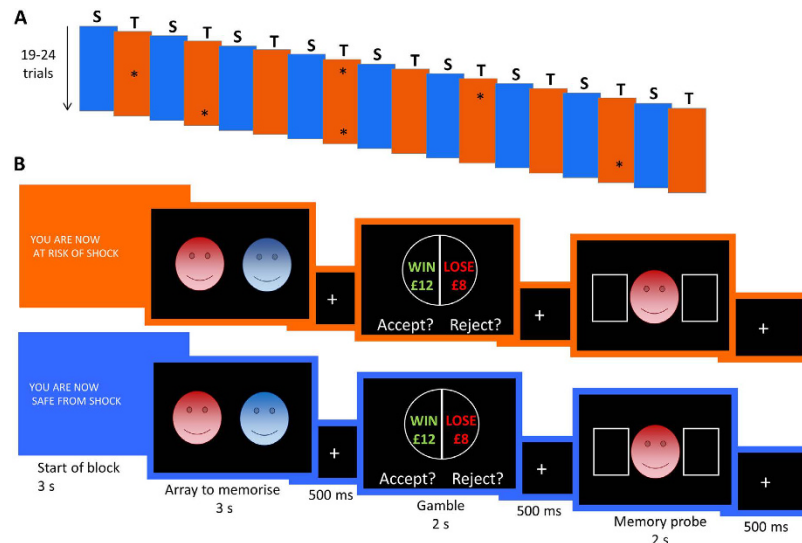 A
S T S T S T S T S T S T S T S T S T
19-24
trials
* * * * * *
B
YOU ARE NOW
AT RISK OF SHOCK
+
WIN LOSE
£12 £8
Accept? Reject?
+
+
YOU ARE NOW
SAFE FROM SHOCK
+
WIN LOSE
£12 £8
Accept? Reject?
+
+
Start of block
3 s
Array to memorise
3 s
500 ms
Gamble
2 s
500 ms
Memory probe
2 s
500 ms